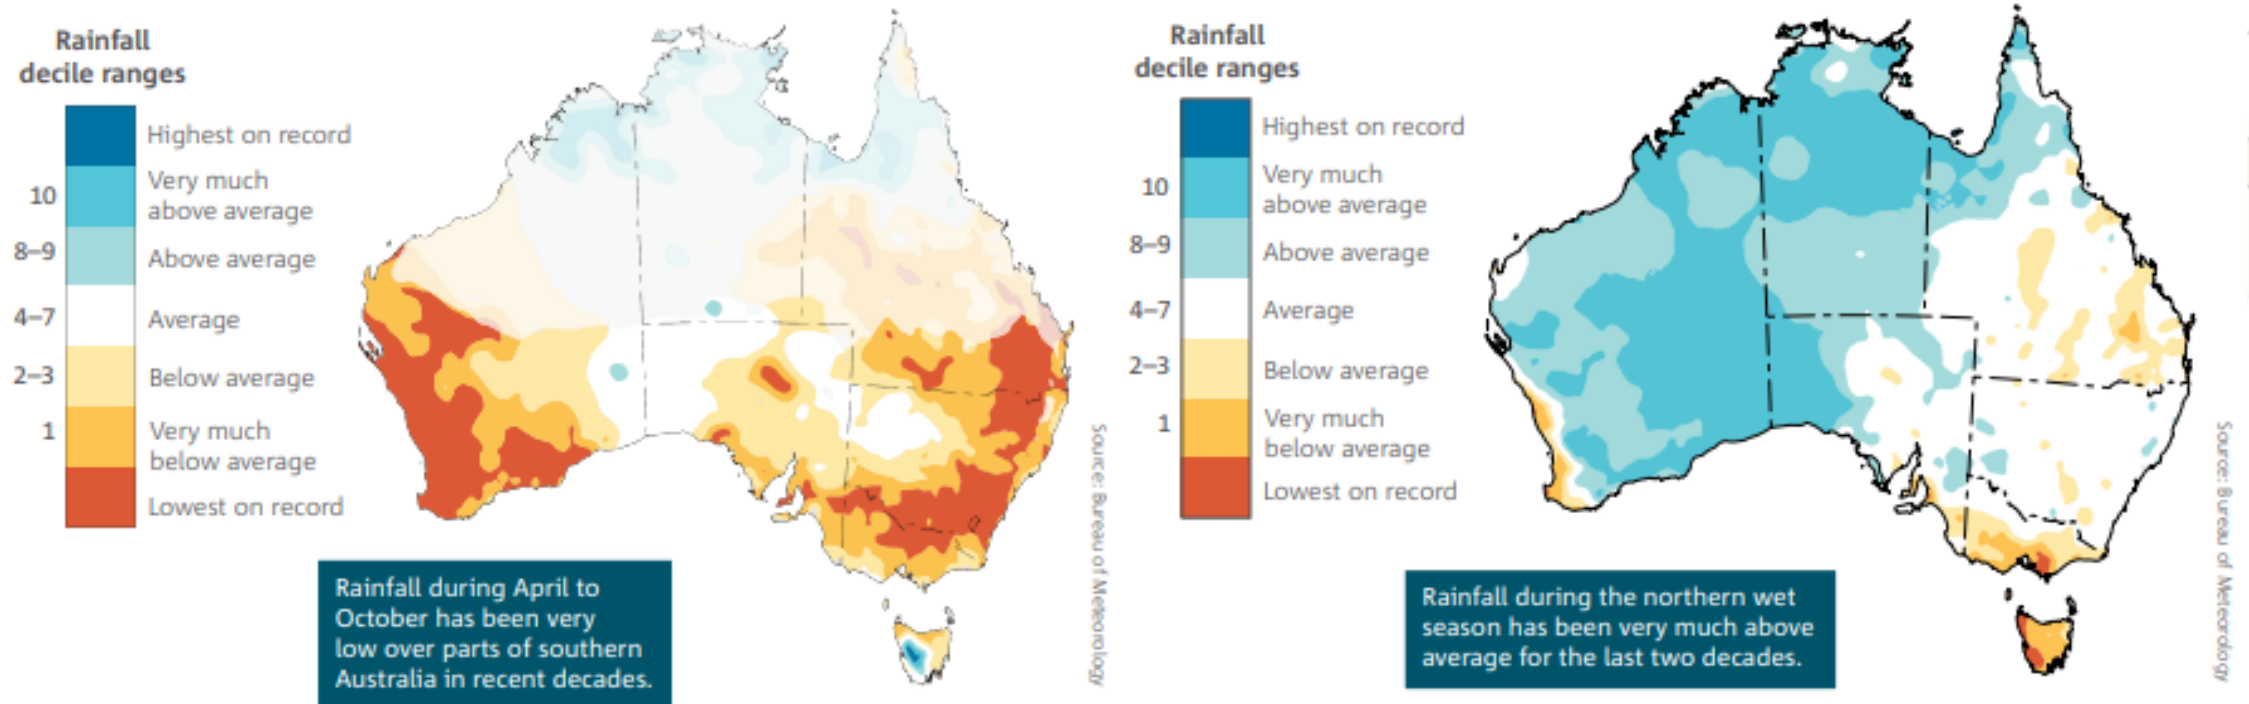 Rainfall
decile ranges
Highest on record
10
Very much
above average
8–9
Above average
4–7
Average
2–3
Below average
1
Very much
below average
Lowest on record
Rainfall during April to
October has been very
low over parts of southern
Australia in recent decades.
Source: Bureau of Meteorology
Rainfall
decile ranges
Highest on record
10
Very much
above average
8–9
Above average
4–7
Average
2–3
Below average
1
Very much
below average
Lowest on record
Rainfall during the northern wet
season has been very much above
average for the last two decades.
Source: Bureau of Meteorology